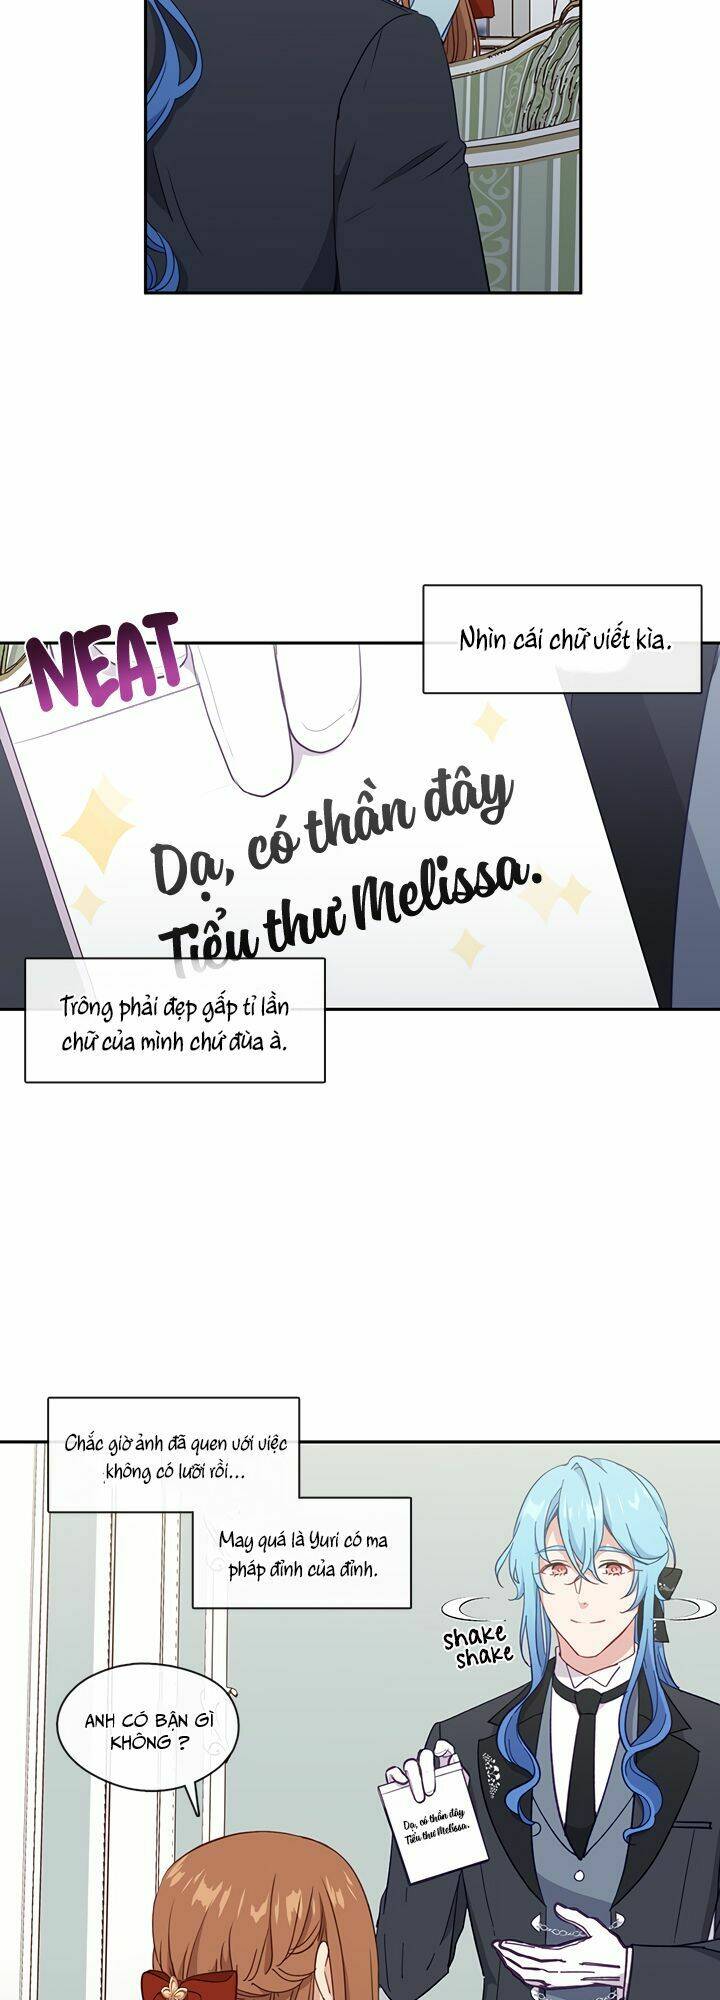 Nhìn cái chữ viết kìa.
NEAT
Dạ, có thần đây
Tiểu thư Melissa.
Trông phải đẹp gấp tỉ lần
chữ của mình chứ đùa à.
Chắc giờ ảnh đã quen với việc
không có lưỡi rồi...
May quá là Yuri có ma
pháp đỉnh của đỉnh.
shake
shake
ANH CÓ BẬN GÌ
KHÔNG ?
Dạ, có thần đây
Tiểu thư Melissa.